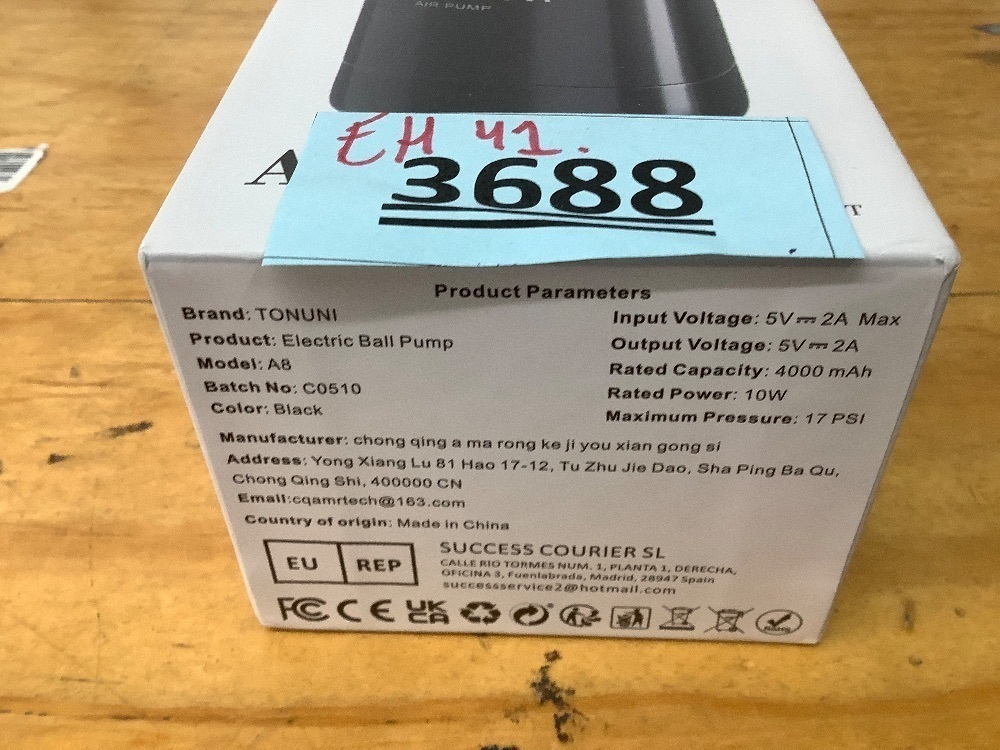 AIR PUMP
EH 41.
3688
A
T
Product Parameters
Brand: TONUNI
Product: Electric Ball Pump
Model: A8
Batch No: C0510
Color: Black
Input Voltage: 5V⎓2A Max
Output Voltage: 5V⎓2A
Rated Capacity: 4000 mAh
Rated Power: 10W
Maximum Pressure: 17 PSI
Manufacturer: chong qing a ma rong ke ji you xian gong si
Address: Yong Xiang Lu 81 Hao 17-12, Tu Zhu Jie Dao, Sha Ping Ba Qu,
Chong Qing Shi, 400000 CN
Email:cqamrtech@163.com
Country of origin: Made in China
EU REP
SUCCESS COURIER SL
CALLE RIO TORMES NUM. 1, PLANTA 1, DERECHA,
OFICINA 3, Fuenlabrada, Madrid, 28947 Spain
successservice2@hotmail.com
FC CE UK CA